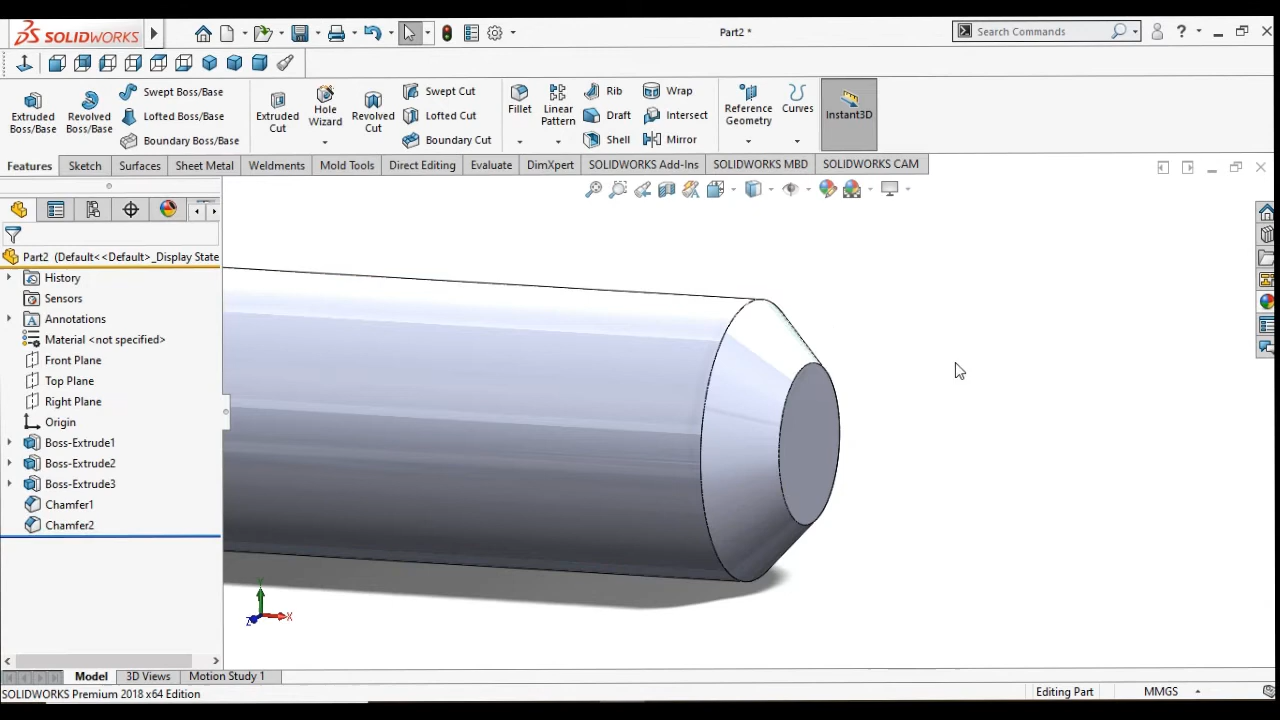 SOLIDWORKS
Part2 *
Search Commands
Extruded Boss/Base
Revolved Boss/Base
Swept Boss/Base
Lofted Boss/Base
Boundary Boss/Base
Extruded Cut
Hole Wizard
Revolved Cut
Swept Cut
Lofted Cut
Boundary Cut
Fillet
Linear Pattern
Rib
Draft
Shell
Wrap
Intersect
Mirror
Reference Geometry
Curves
Instant3D
Features Sketch Surfaces Sheet Metal Weldments Mold Tools Direct Editing Evaluate DimXpert SOLIDWORKS Add-Ins SOLIDWORKS MBD SOLIDWORKS CAM
Part2 (Default<<Default>_Display State
History
Sensors
Annotations
Material <not specified>
Front Plane
Top Plane
Right Plane
Origin
Boss-Extrude1
Boss-Extrude2
Boss-Extrude3
Chamfer1
Chamfer2
Y
X
Z
Model 3D Views Motion Study 1
SOLIDWORKS Premium 2018 x64 Edition Editing Part MMGS